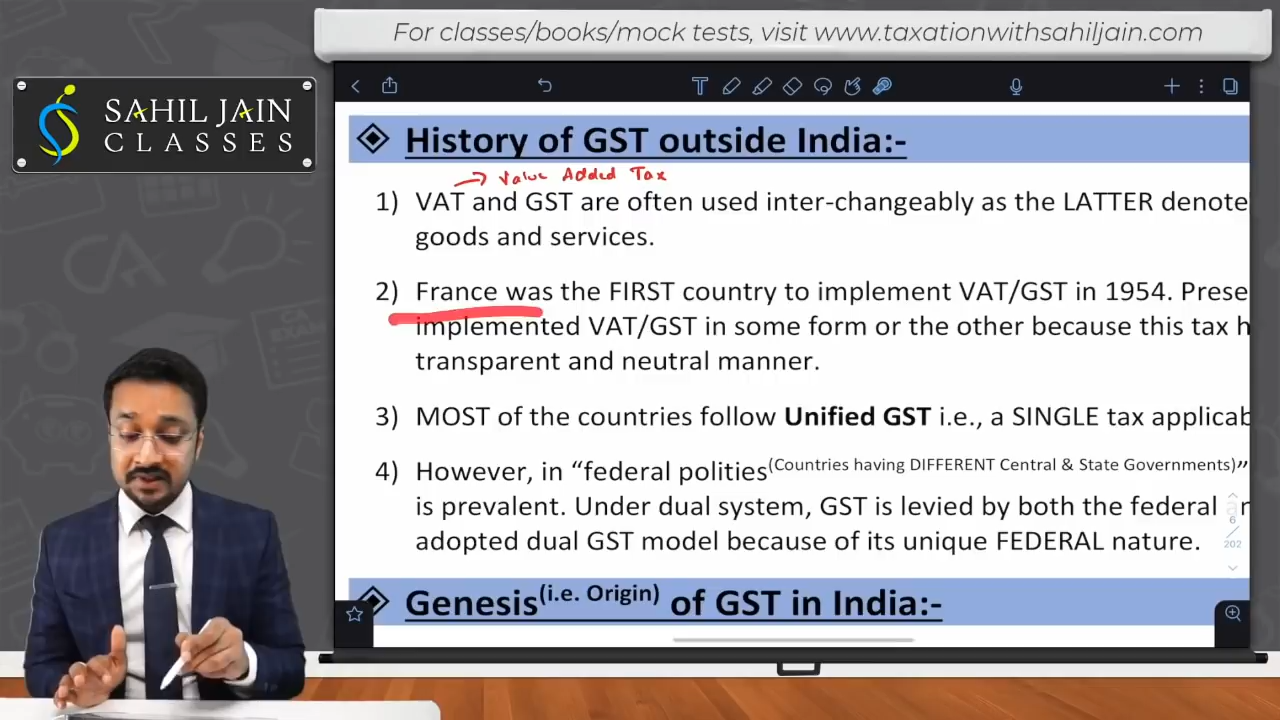 For classes/books/mock tests, visit www.taxationwithsahiljain.com
SAHIL JAIN
CLASSES
History of GST outside India:-
Value Added Tax
1) VAT and GST are often used inter-changeably as the LATTER denote
goods and services.
2) France was the FIRST country to implement VAT/GST in 1954. Prese
implemented VAT/GST in some form or the other because this tax h
transparent and neutral manner.
3) MOST of the countries follow Unified GST i.e., a SINGLE tax applicab
4) However, in “federal polities(Countries having DIFFERENT Central & State Governments)”
is prevalent. Under dual system, GST is levied by both the federal
adopted dual GST model because of its unique FEDERAL nature.
6
/
202
Genesis(i.e. Origin) of GST in India:-